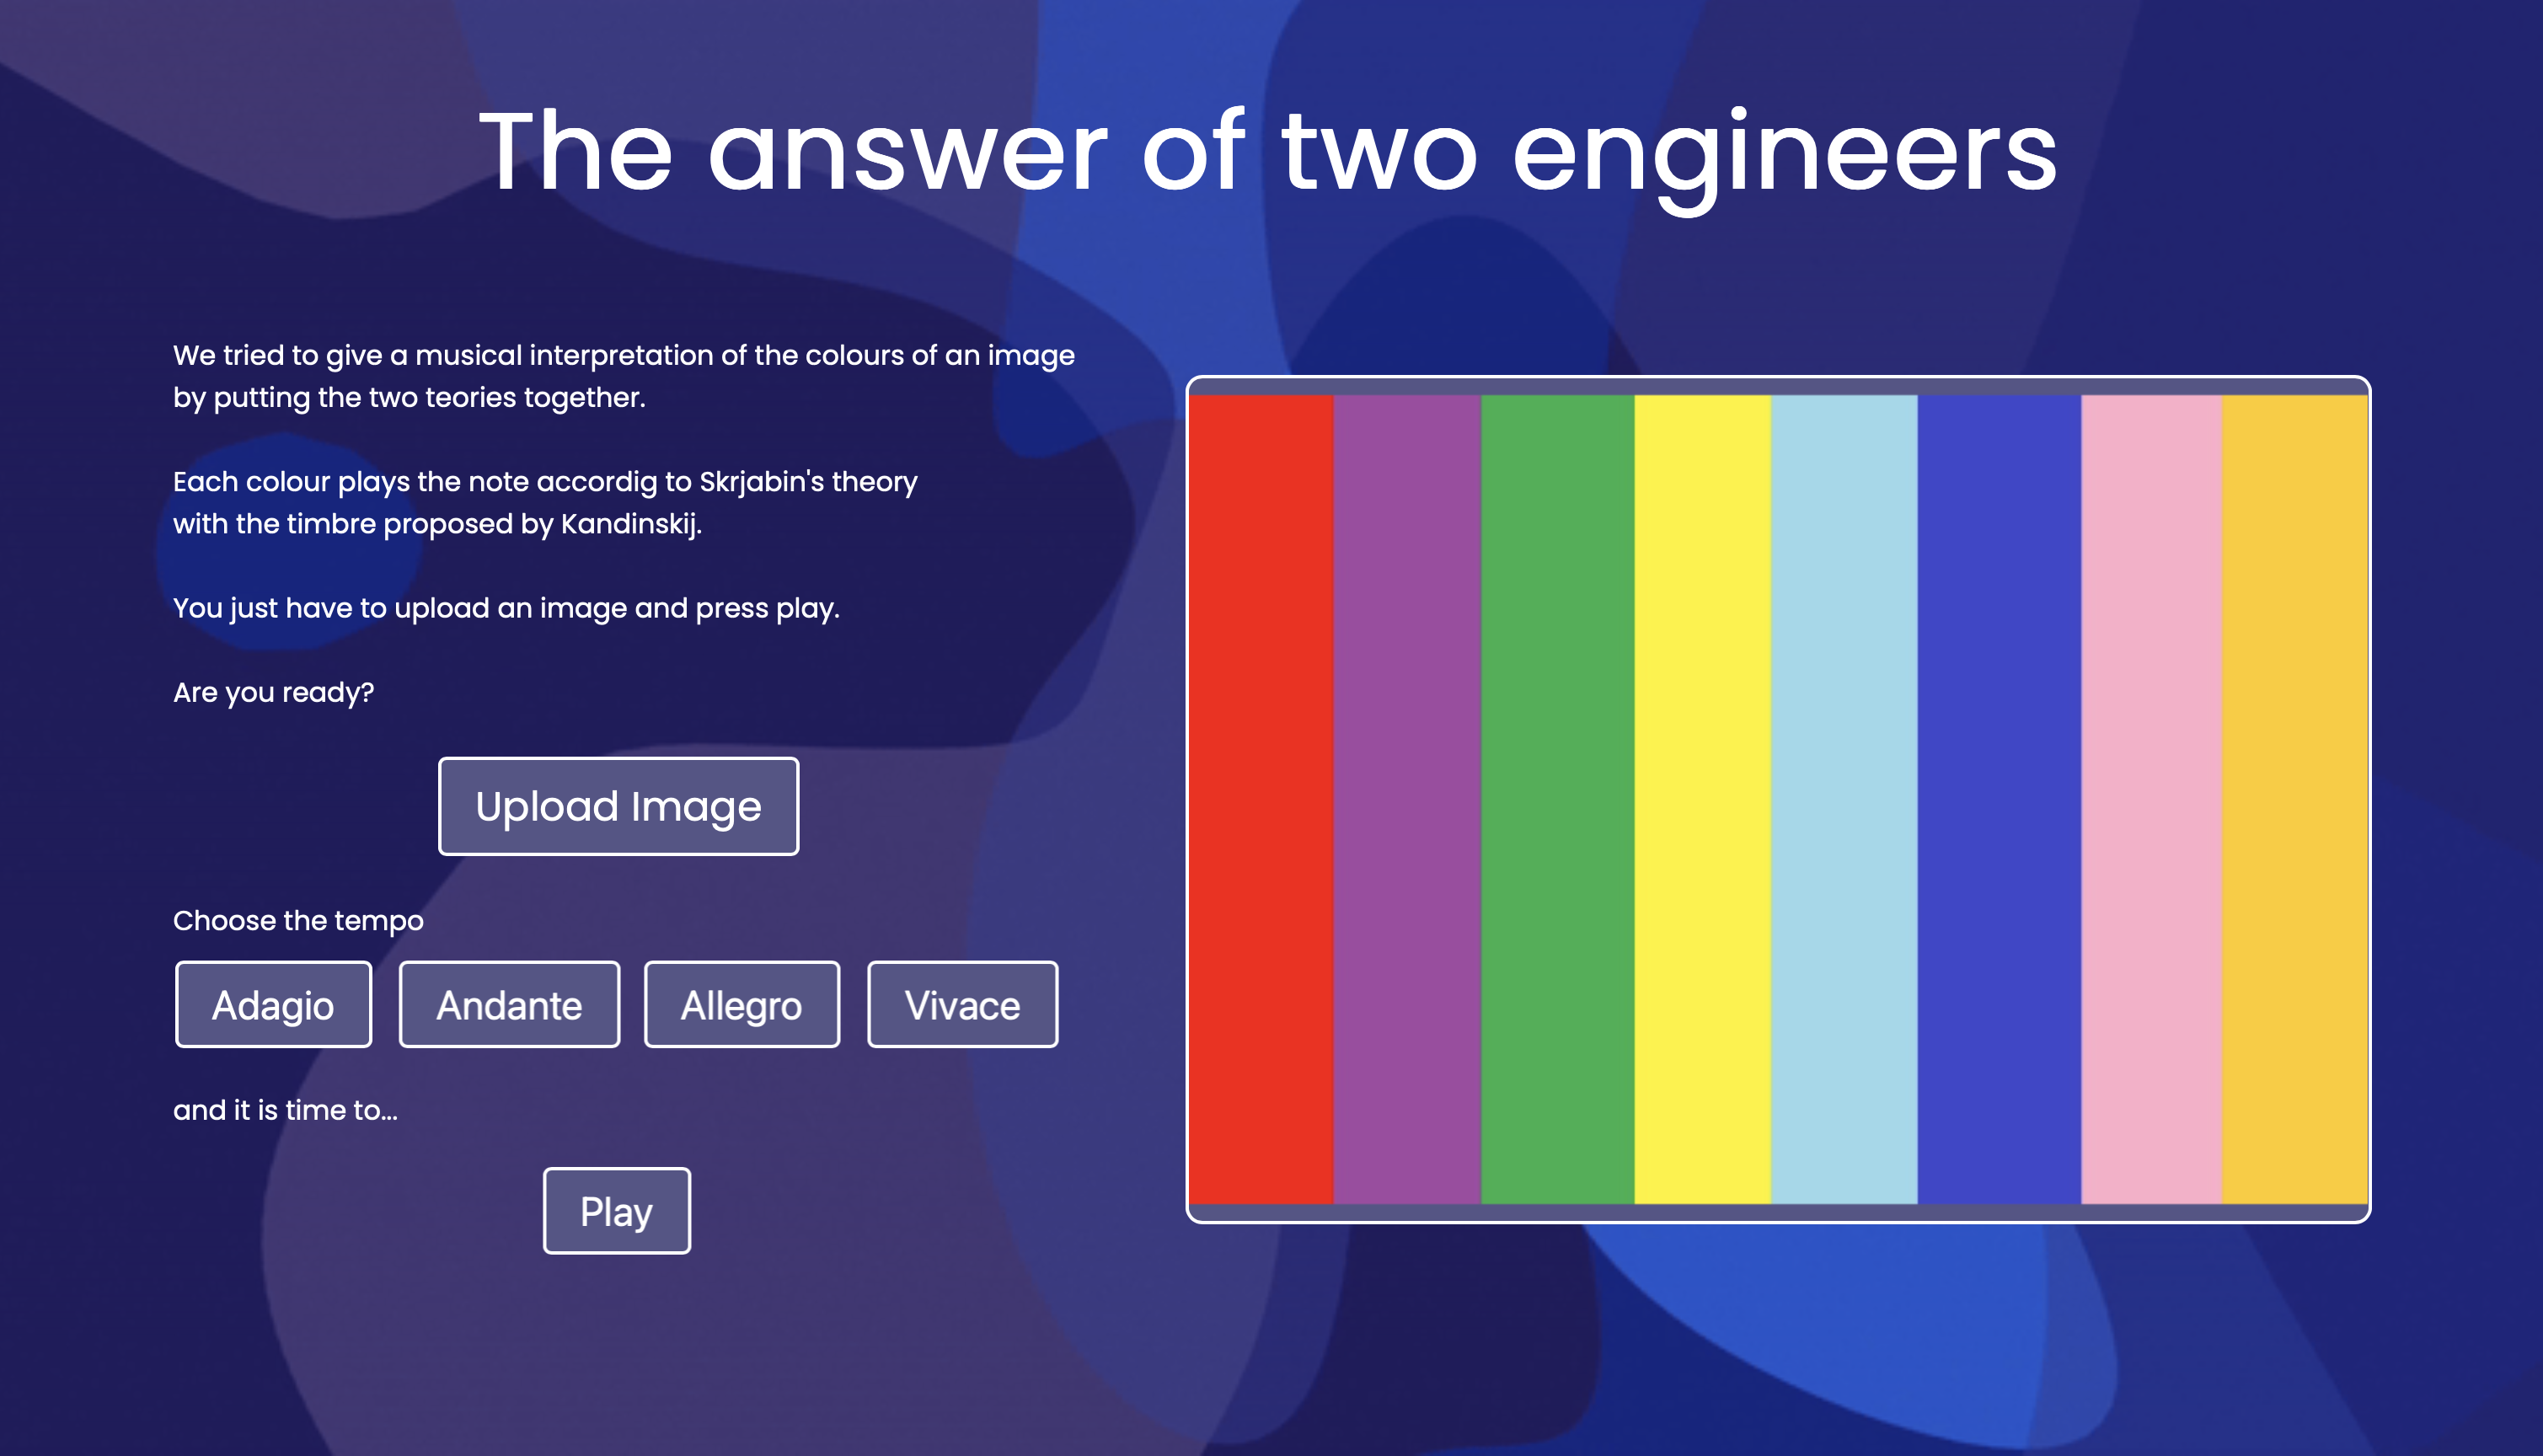 The answer of two engineers
We tried to give a musical interpretation of the colours of an image
by putting the two teories together.
Each colour plays the note accordig to Skrjabin's theory
with the timbre proposed by Kandinskij.
You just have to upload an image and press play.
Are you ready?
Upload Image
Choose the tempo
Adagio Andante Allegro Vivace
and it is time to...
Play